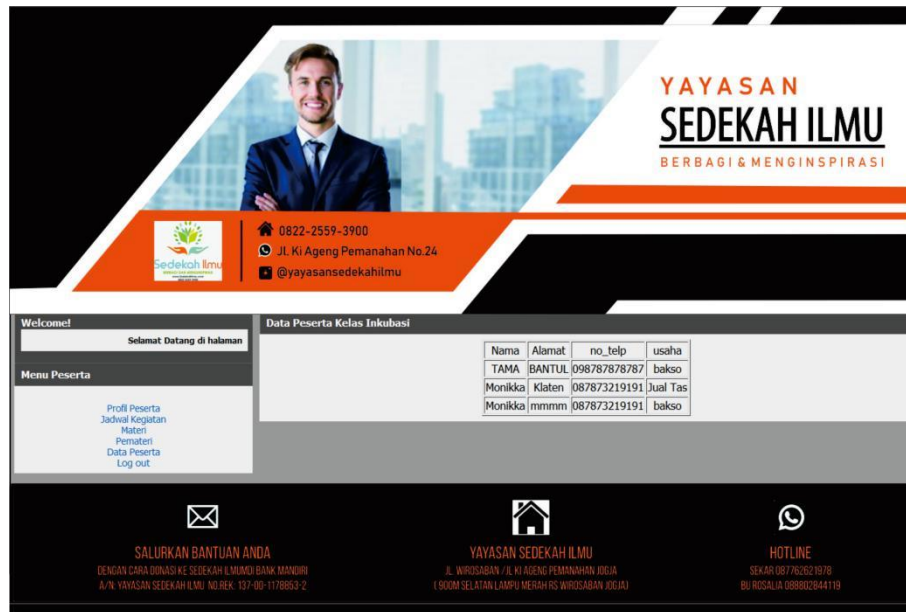 YAYASAN
SEDEKAH ILMU
BERBAGI & MENGINSPIRASI
0822-2559-3900
Jl. Ki Ageng Pemanahan No.24
@yayasansedekahilmu
Sedekah Ilmu
Welcome!
Selamat Datang di halaman
Menu Peserta
Profil Peserta
Jadwal Kegiatan
Materi
Pemateri
Data Peserta
Log out
Data Peserta Kelas Inkubasi
Nama Alamat no_telp usaha
TAMA BANTUL 098787878787 bakso
Monikka Klaten 087873219191 Jual Tas
Monikka mmmm 087873219191 bakso
SALURKAN BANTUAN ANDA
DENGAN CARA DONASI KE SEDEKAH ILMUMDI BANK MANDIRI
A/N: YAYASAN SEDEKAH ILMU NO.REK: 137-00-1178853-2
YAYASAN SEDEKAH ILMU
JL. WIROSABAN / JL KI AGENG PEMANAHAN JOGJA
( 900M SELATAN LAMPU MERAH RS WIROSABAN JOGJA)
HOTLINE
SEKAR 087762621978
BU ROSALIA 088802844119